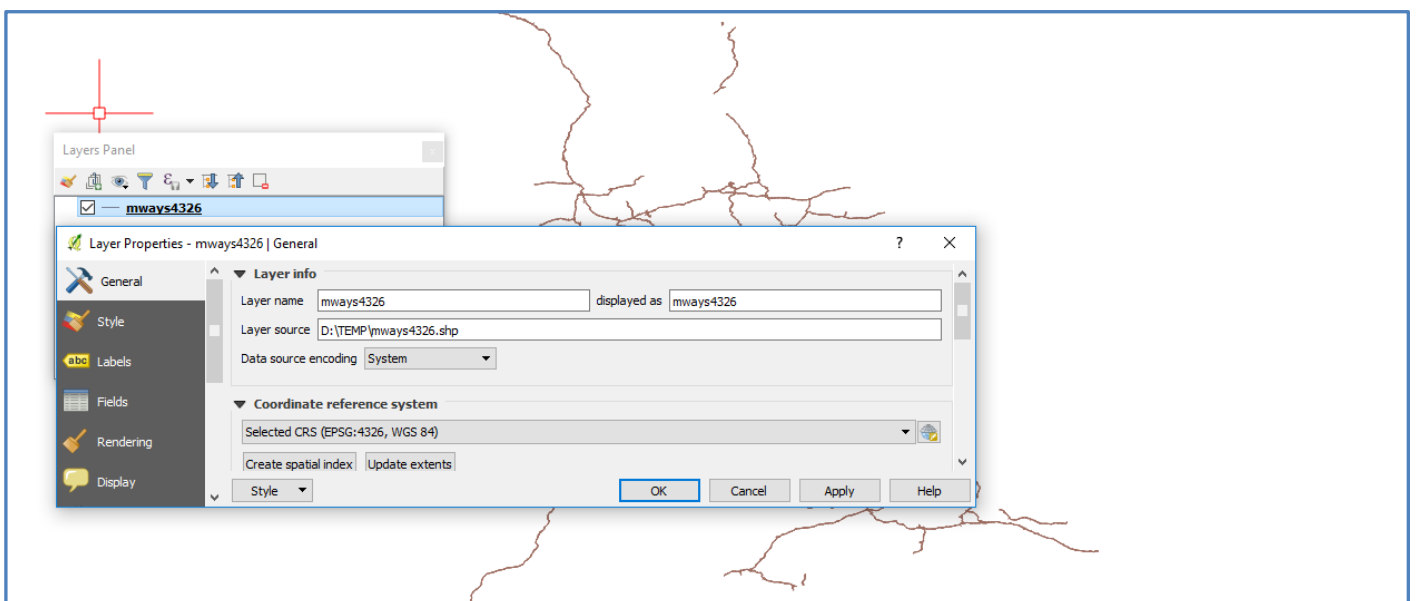 Layers Panel
mways4326
Layer Properties - mways4326 | General
?
General
Style
Labels
Fields
Rendering
Display
abc
Layer info
Layer name mways4326 displayed as mways4326
Layer source D:\TEMP\mways4326.shp
Data source encoding System
Coordinate reference system
Selected CRS (EPSG:4326, WGS 84)
Create spatial index Update extents
Style OK Cancel Apply Help